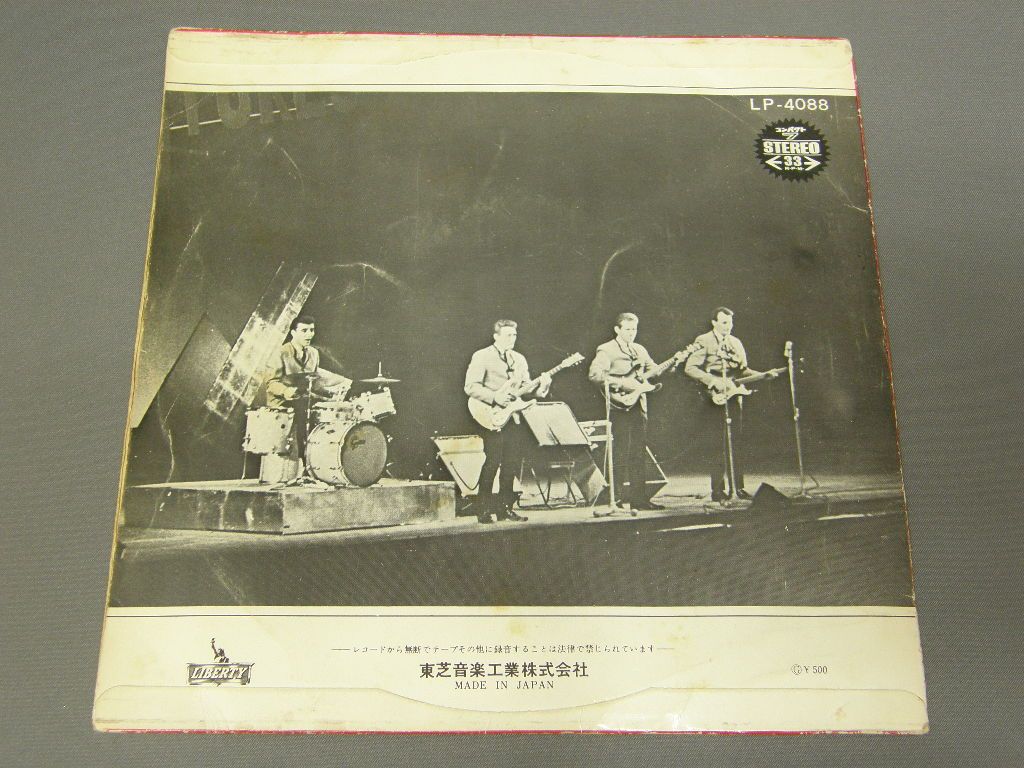 LP-4088
コンパクト
STEREO
33
レコードから無断でテープその他に録音することは法律で禁じられています
LIBERTY
東芝音楽工業株式会社
MADE IN JAPAN
Ⓖ ¥500